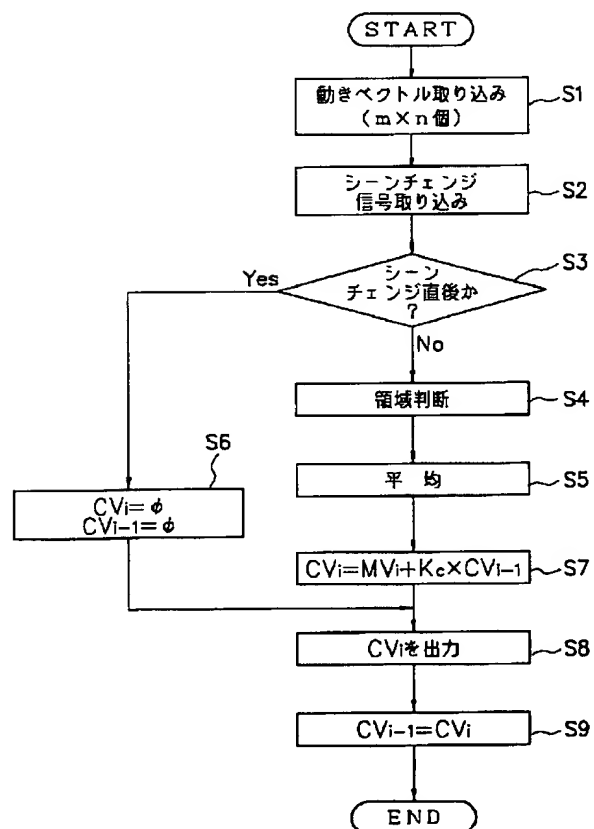 START
動きベクトル取り込み
(m×n個)
S1
シーンチェンジ
信号取り込み
S2
シーン
チェンジ直後か
?
S3
Yes
No
領域判断
S4
平 均
S5
S6
CVi=φ
CVi-1=φ
CVi=MVi+Kc×CVi-1
S7
CViを出力
S8
CVi-1=CVi
S9
END